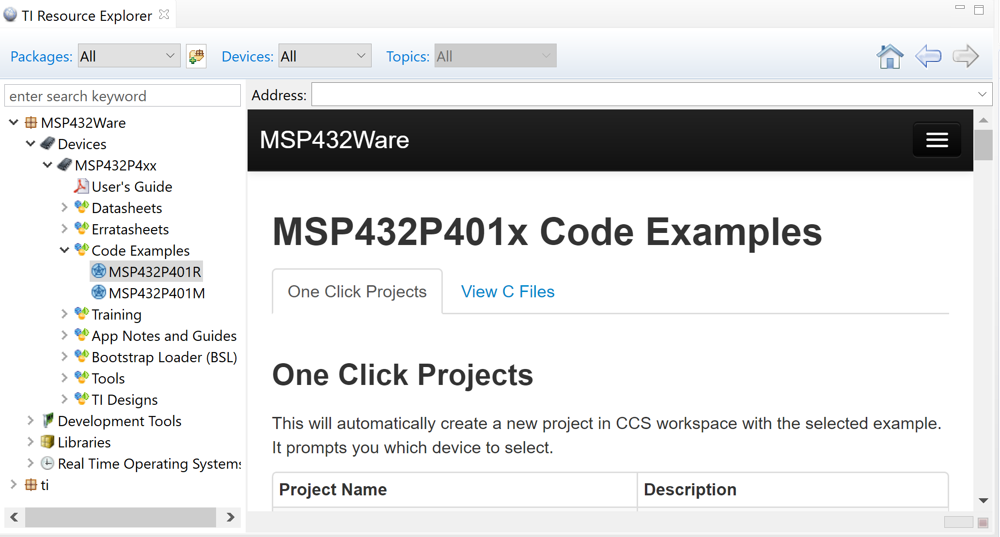 TI Resource Explorer
Packages: All Devices: All Topics: All
enter search keyword
Address:
MSP432Ware
Devices
MSP432P4xx
User's Guide
Datasheets
Erratasheets
Code Examples
MSP432P401R
MSP432P401M
Training
App Notes and Guides
Bootstrap Loader (BSL)
Tools
TI Designs
Development Tools
Libraries
Real Time Operating Systems
ti
MSP432Ware
MSP432P401x Code Examples
One Click Projects View C Files
One Click Projects
This will automatically create a new project in CCS workspace with the selected example.
It prompts you which device to select.
Project Name Description